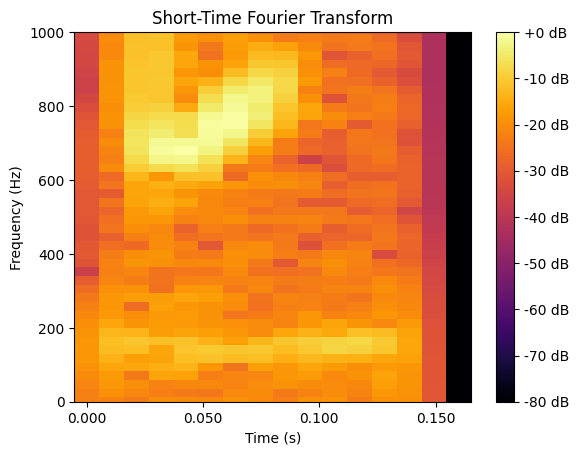 Short-Time Fourier Transform
1000
800
600
400
200
0
Frequency (Hz)
0.000
0.050
0.100
0.150
Time (s)
+0 dB
-10 dB
-20 dB
-30 dB
-40 dB
-50 dB
-60 dB
-70 dB
-80 dB